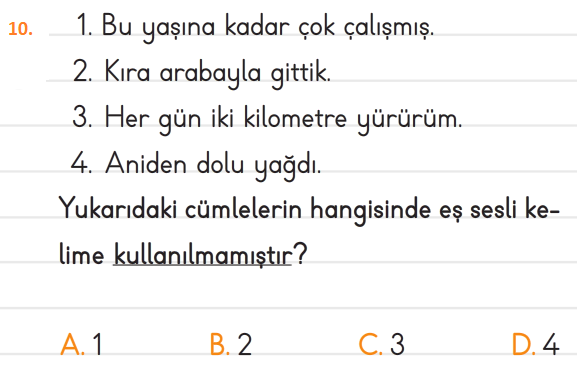 10. 1. Bu yaşına kadar çok çalışmış.
2. Kıra arabayla gittik.
3. Her gün iki kilometre yürürüm.
4. Aniden dolu yağdı.
Yukarıdaki cümlelerin hangisinde eş sesli ke-
lime kullanılmamıştır?
A. 1 B. 2 C. 3 D. 4